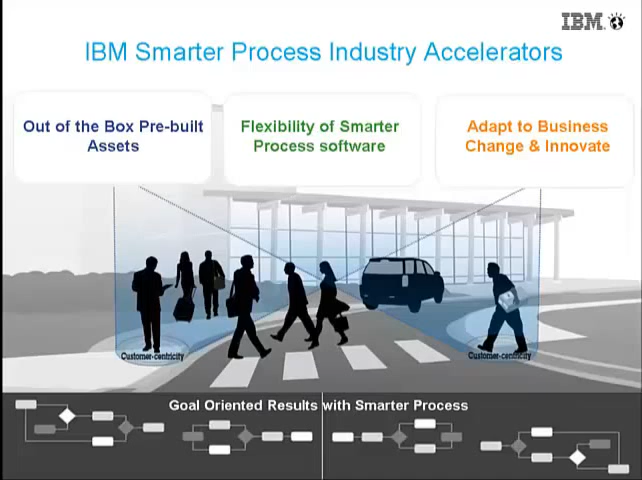 IBM
IBM Smarter Process Industry Accelerators
Out of the Box Pre-built
Assets
Flexibility of Smarter
Process software
Adapt to Business
Change & Innovate
Customer-centricity
Customer-centricity
Goal Oriented Results with Smarter Process